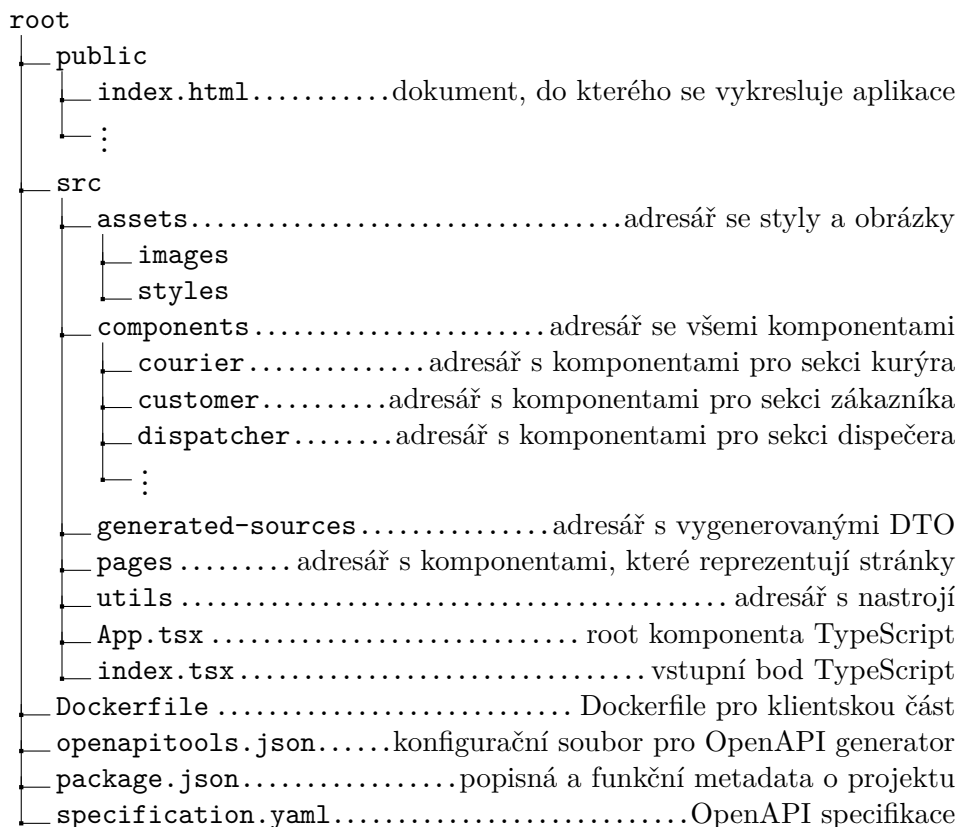 root
public
index.html...........dokument, do kterého se vykresluje aplikace
⋮
src
assets.................................adresář se styly a obrázky
images
styles
components......................adresář se všemi komponentami
courier..............adresář s komponentami pro sekci kurýra
customer..........adresář s komponentami pro sekci zákazníka
dispatcher........adresář s komponentami pro sekci dispečera
⋮
generated-sources...............adresář s vygenerovanými DTO
pages.........adresář s komponentami, které reprezentují stránky
utils..........................................adresář s nastrojí
App.tsx.............................root komponenta TypeScript
index.tsx................................vstupní bod TypeScript
Dockerfile............................Dockerfile pro klientskou část
openapitools.json......konfigurační soubor pro OpenAPI generator
package.json.................popisná a funkční metadata o projektu
specification.yaml...........................OpenAPI specifikace